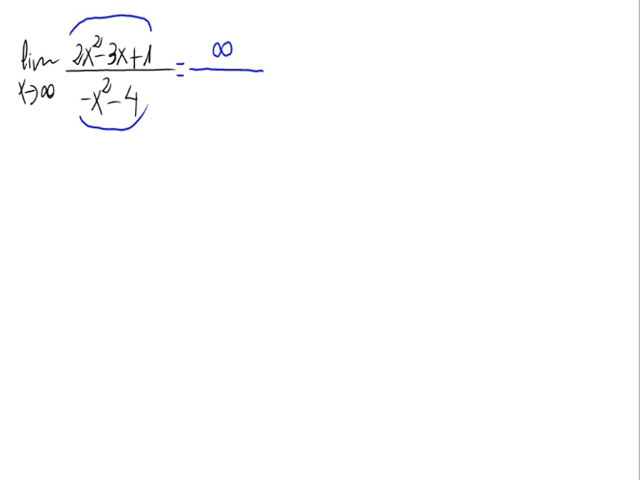 lim x→∞ (2x²-3x+1)/(-x²-4) = ∞/